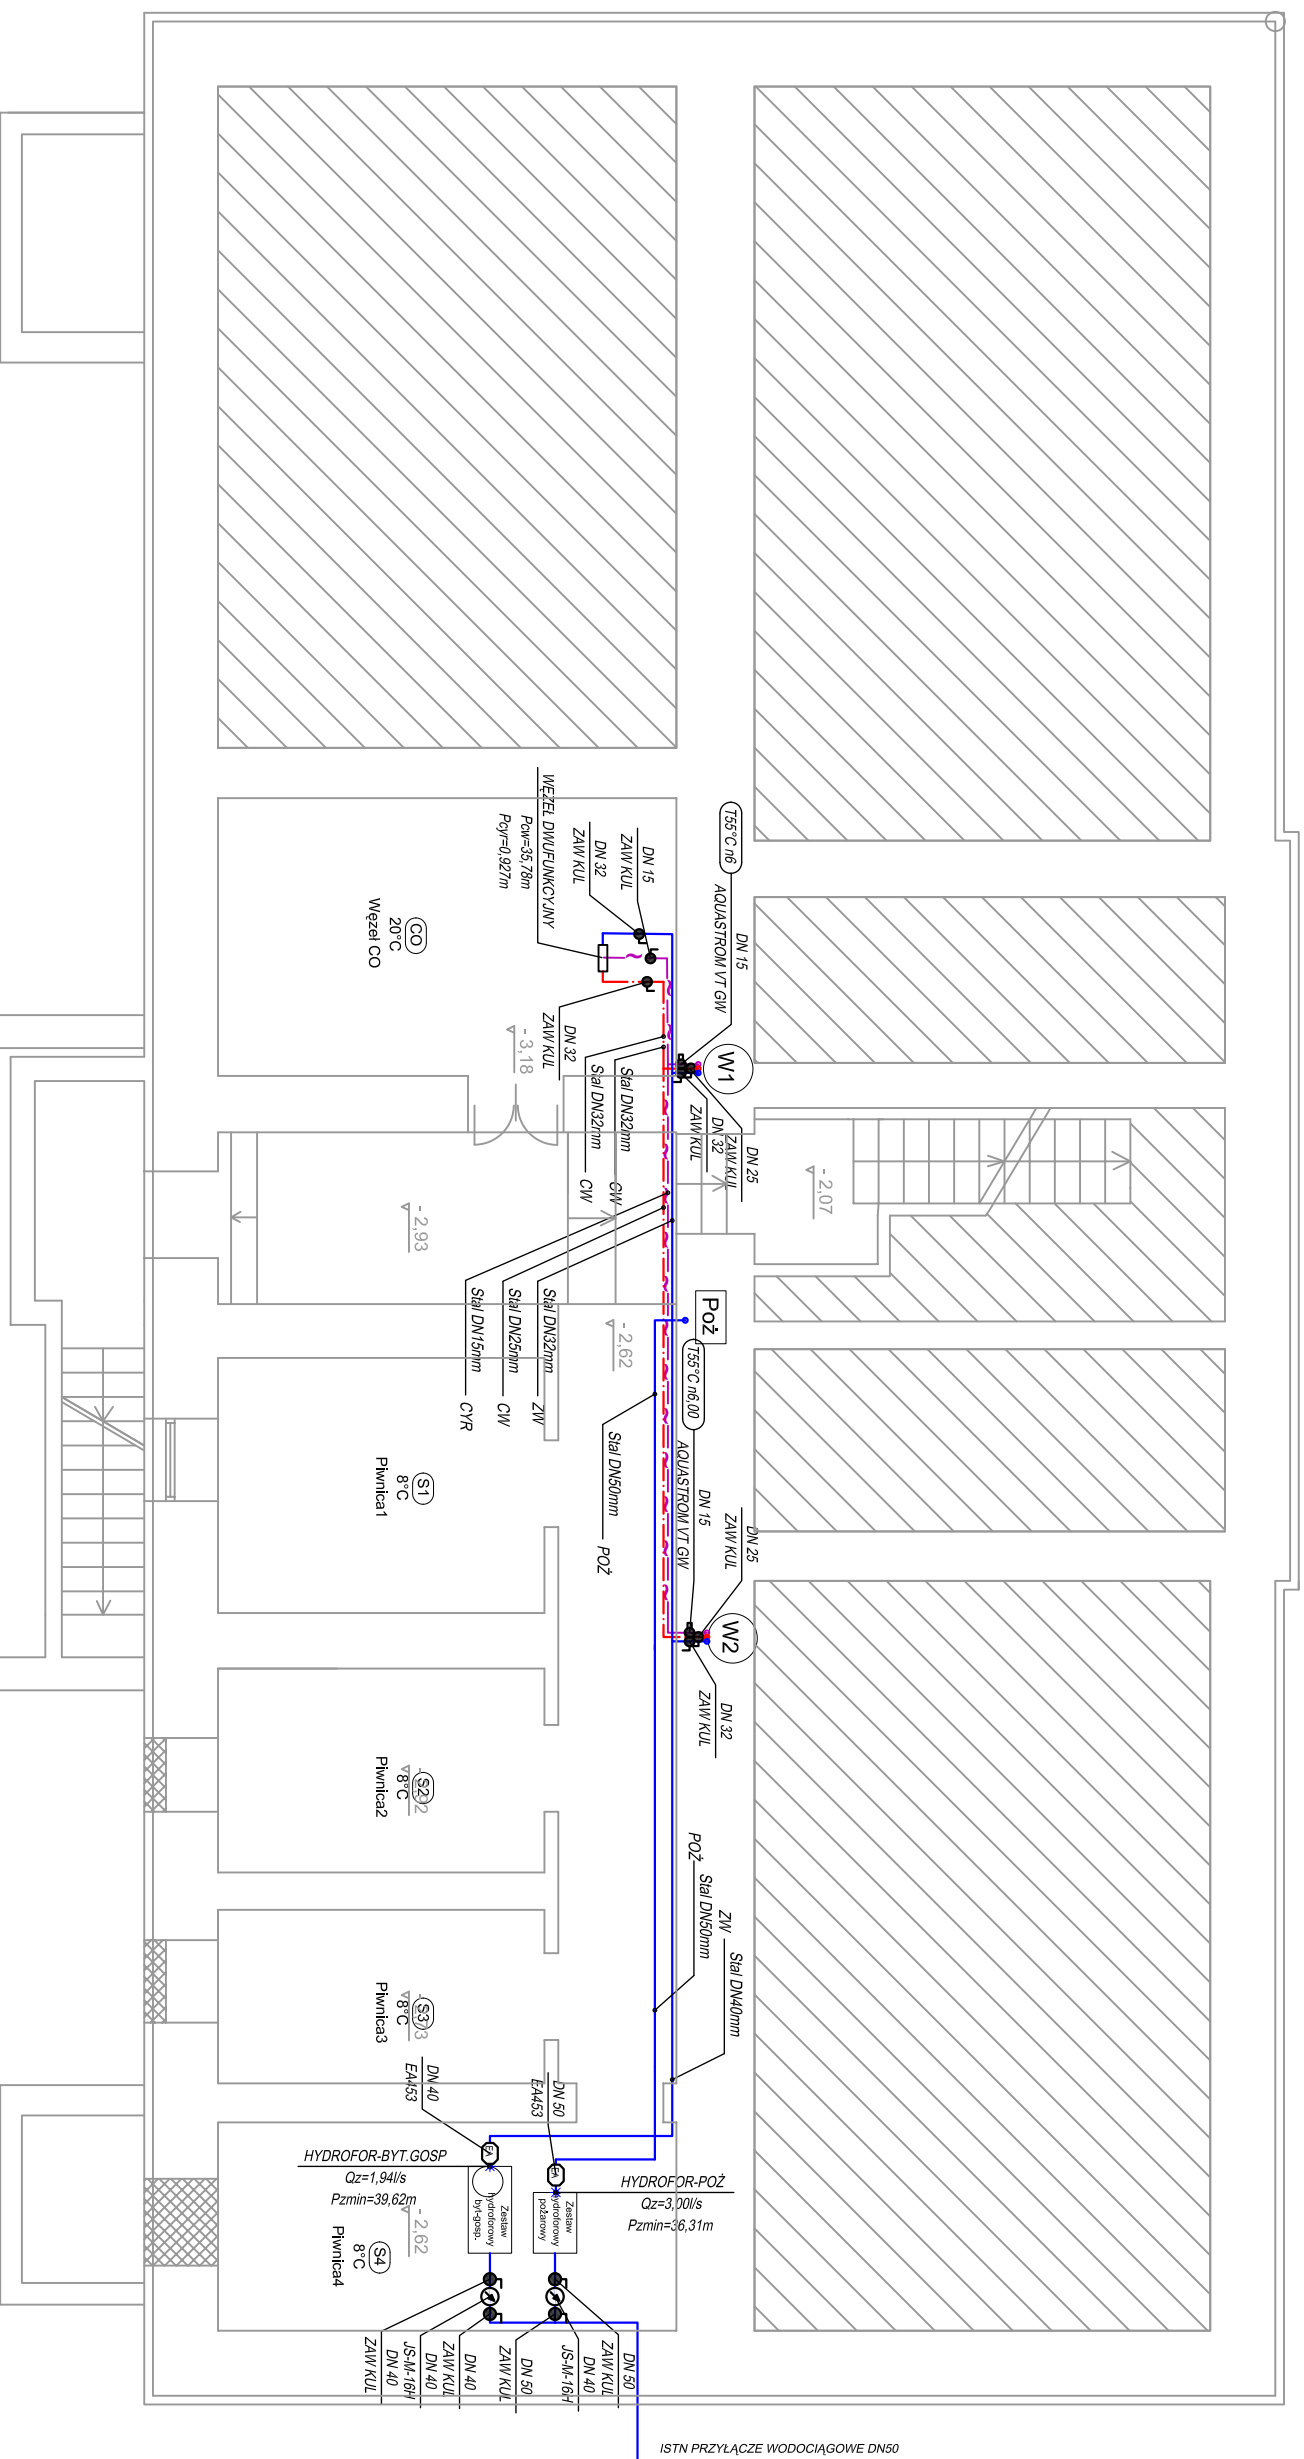 T55°C n6
DN 15
AQUASTROM VT GW
W1
DN 15
ZAW KUL
DN 32
ZAW KUL
WĘZEŁ DWUFUNKCYJNY
Pcw=35,78m
Pcyr=0,927m
CO
20°C
Węzeł CO
DN 32
ZAW KUL
- 3,18
Stal DN32mm
CW
Stal DN32mm
CW
DN 25
ZAW KUL
DN 32
ZAW KUL
- 2,07
- 2,93
Stal DN32mm
ZW
Stal DN25mm
CW
Stal DN15mm
CYR
- 2,62
Poż
T55°C n6,00
DN 15
AQUASTROM VT GW
Stal DN50mm
POŻ
DN 25
ZAW KUL
W2
DN 32
ZAW KUL
S1
8°C
Piwnica1
S2
8°C
Piwnica2
S3
8°C
Piwnica3
POŻ
Stal DN50mm
ZW
Stal DN40mm
DN 40
EA453
DN 50
EA453
EA
EA
HYDROFOR-BYT.GOSP
Qz=1,94l/s
Pzmin=39,62m
HYDROFOR-POŻ
Qz=3,00l/s
Pzmin=36,31m
Zestaw
hydroforowy
byt-gosp.
Zestaw
hydroforowy
pożarowy
- 2,62
S4
8°C
Piwnica4
DN 50
ZAW KUL
DN 40
JS-M-16H
DN 50
ZAW KUL
DN 40
ZAW KUL
DN 40
JS-M-16H
DN 40
ZAW KUL
ISTN PRZYŁĄCZE WODOCIĄGOWE DN50